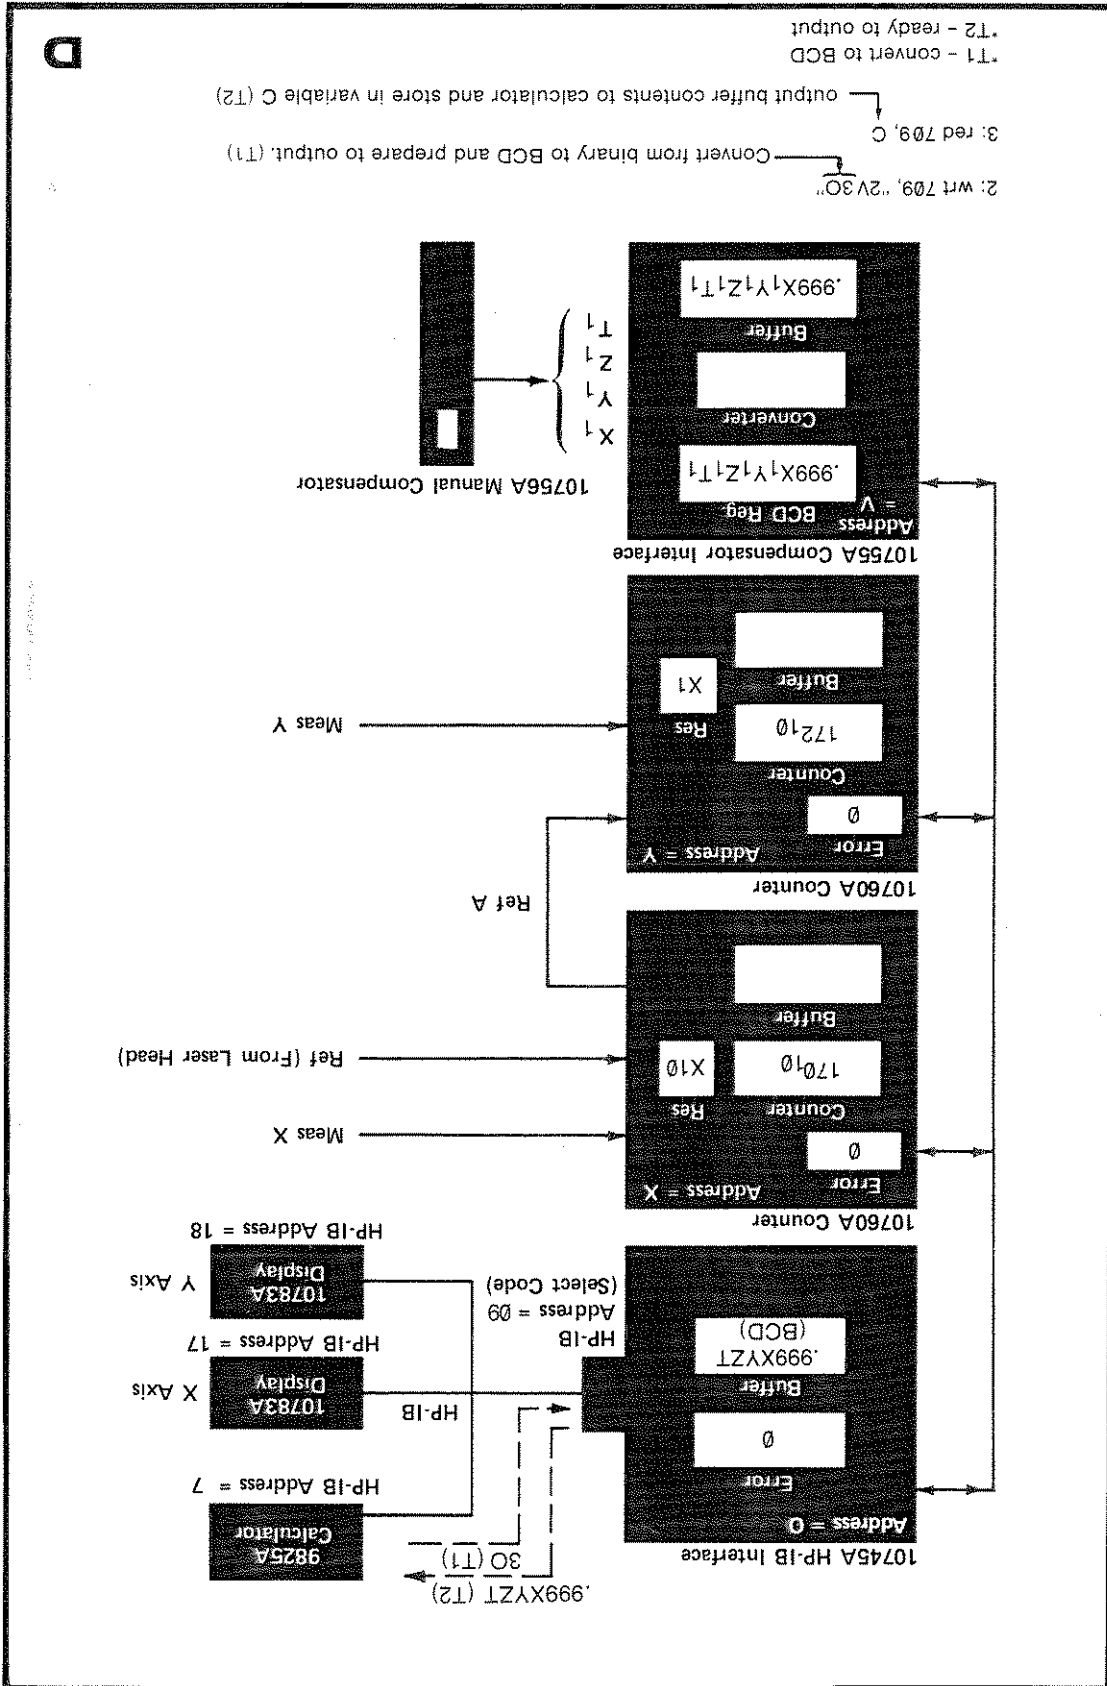 .999XYZT (T2)
3O (T1)
10745A HP-IB Interface
Address = O
Error
0
Buffer
.999XYZT
(BCD)
HP-IB
Address = 09
(Select Code)
HP-IB
9825A
Calculator
HP-IB Address = 7
10783A
Display
X Axis
HP-IB Address = 17
10783A
Display
Y Axis
HP-IB Address = 18
10760A Counter
Error
Ø
Address = X
Counter
170₁₀
Res
X10
Buffer
Meas X
Ref (From Laser Head)
Ref A
10760A Counter
Error
Ø
Address = Y
Counter
172₁₀
Res
X1
Buffer
Meas Y
10755A Compensator Interface
Address
= V
BCD Reg
.999X₁Y₁Z₁T₁
Converter
Buffer
.999X₁Y₁Z₁T₁
10756A Manual Compensator
X₁
Y₁
Z₁
T₁
2: wrt 709, "2V3O"
Convert from binary to BCD and prepare to output. (T1)
3: red 709, C
output buffer contents to calculator and store in variable C (T2)
*T1 - convert to BCD
*T2 - ready to output
D